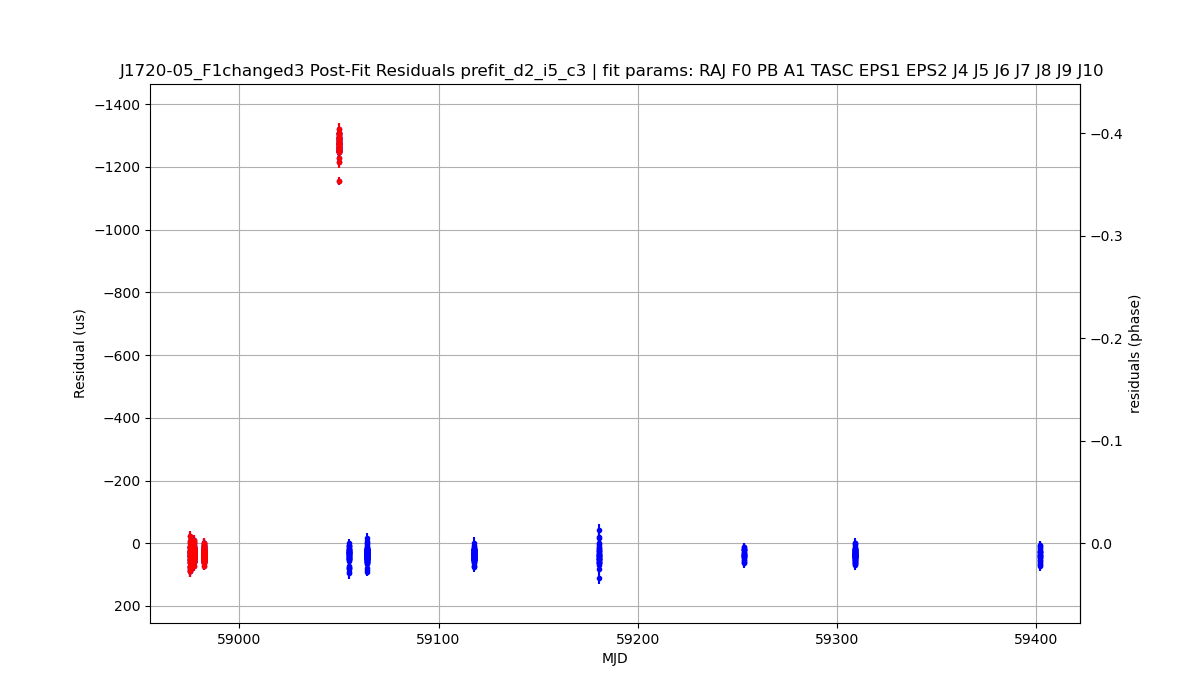 J1720-05_F1changed3 Post-Fit Residuals prefit_d2_i5_c3 | fit params: RAJ F0 PB A1 TASC EPS1 EPS2 J4 J5 J6 J7 J8 J9 J10
−1400
−1200
−1000
−800
−600
−400
−200
0
200
Residual (us)
−0.4
−0.3
−0.2
−0.1
0.0
residuals (phase)
59000 59100 59200 59300 59400
MJD